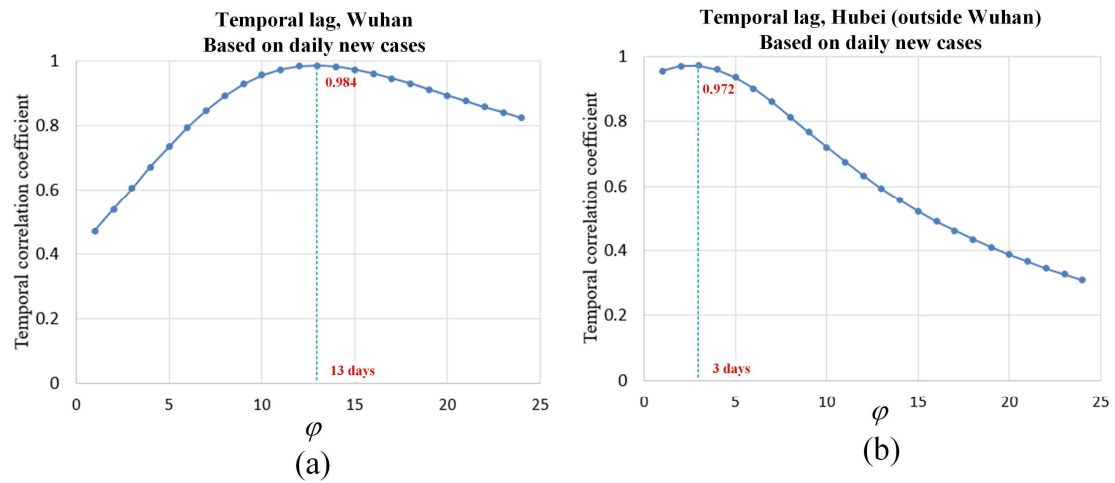 Temporal lag, Wuhan
Based on daily new cases
Temporal correlation coefficient
1
0.8
0.6
0.4
0.2
0
0.984
13 days
0
5
10
15
20
25
φ
(a)
Temporal lag, Hubei (outside Wuhan)
Based on daily new cases
Temporal correlation coefficient
1
0.8
0.6
0.4
0.2
0
0.972
3 days
0
5
10
15
20
25
φ
(b)